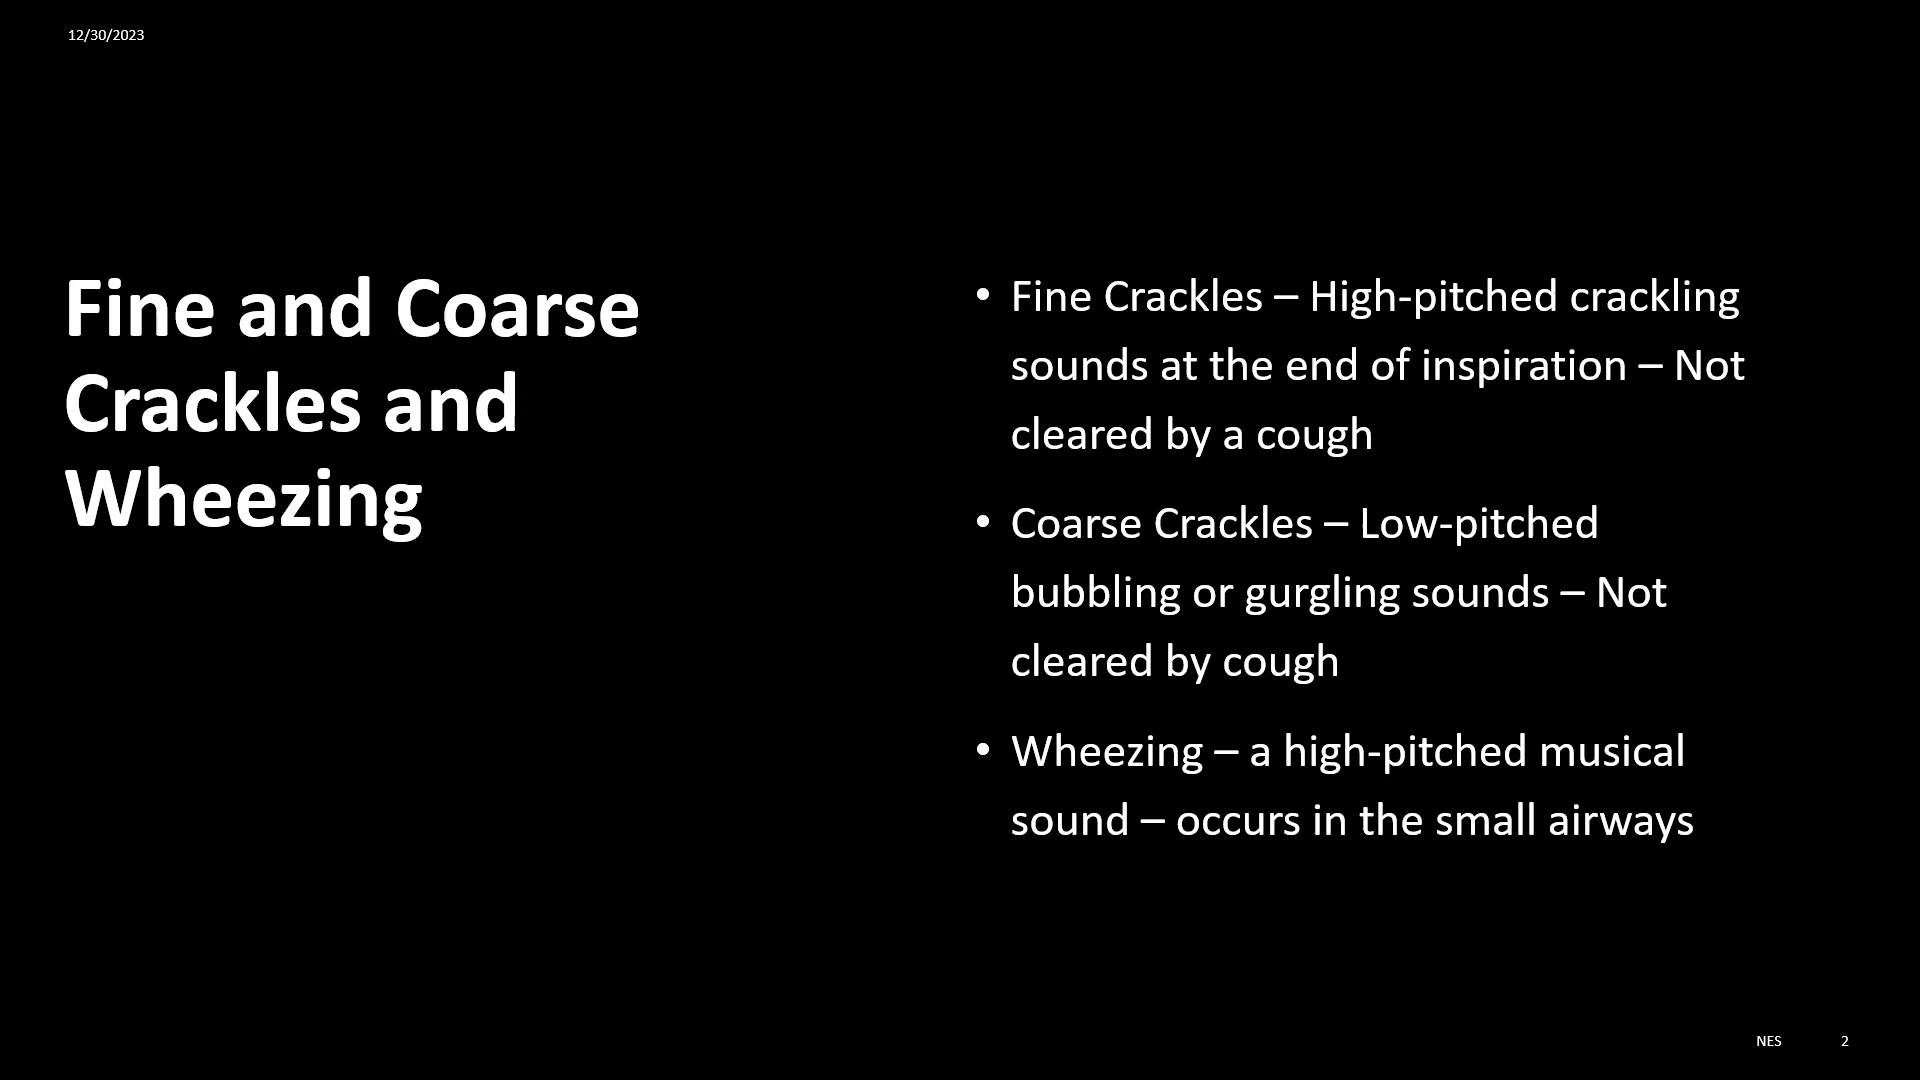 12/30/2023
Fine and Coarse
Crackles and
Wheezing
• Fine Crackles – High-pitched crackling
sounds at the end of inspiration – Not
cleared by a cough
• Coarse Crackles – Low-pitched
bubbling or gurgling sounds – Not
cleared by cough
• Wheezing – a high-pitched musical
sound – occurs in the small airways
NES 2